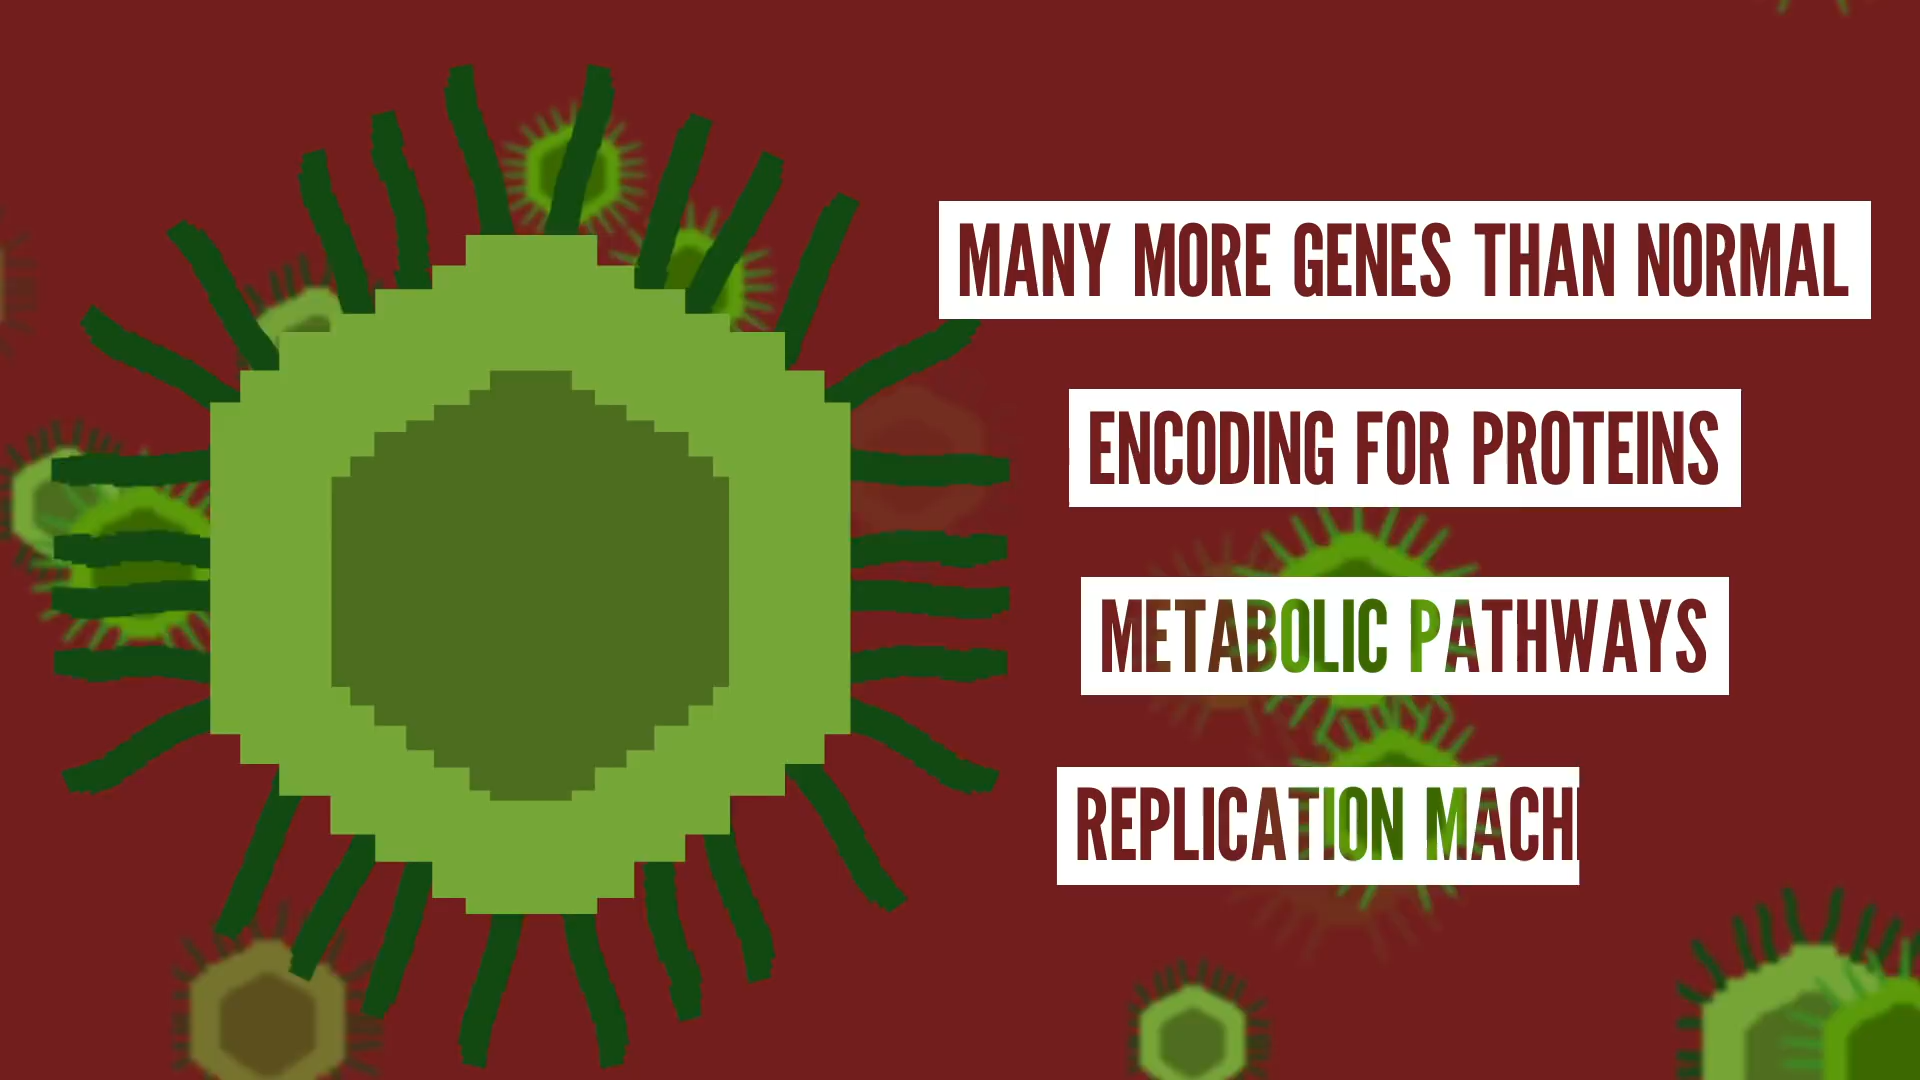 MANY MORE GENES THAN NORMAL
ENCODING FOR PROTEINS
METABOLIC PATHWAYS
REPLICATION MACH